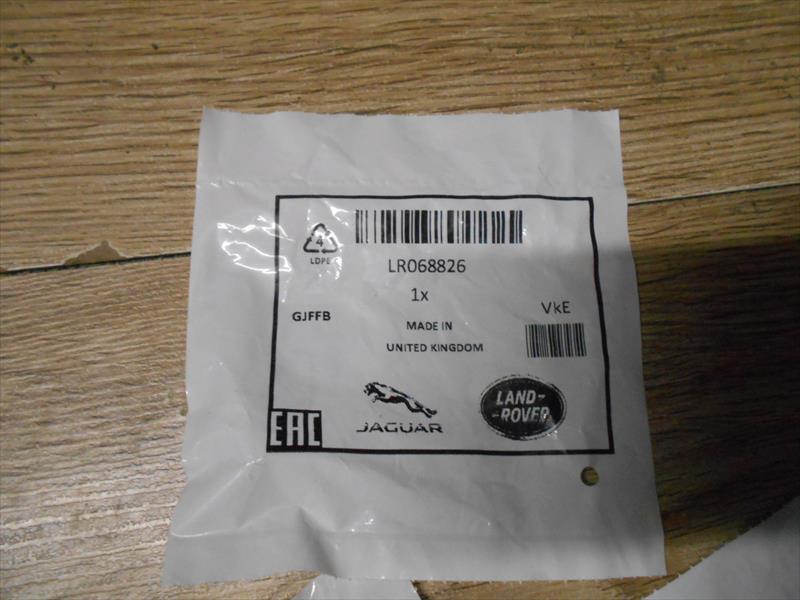 4
LDPE
LR068826
1x
GJFFB
VkE
MADE IN
UNITED KINGDOM
EAC
JAGUAR
LAND-
-ROVER